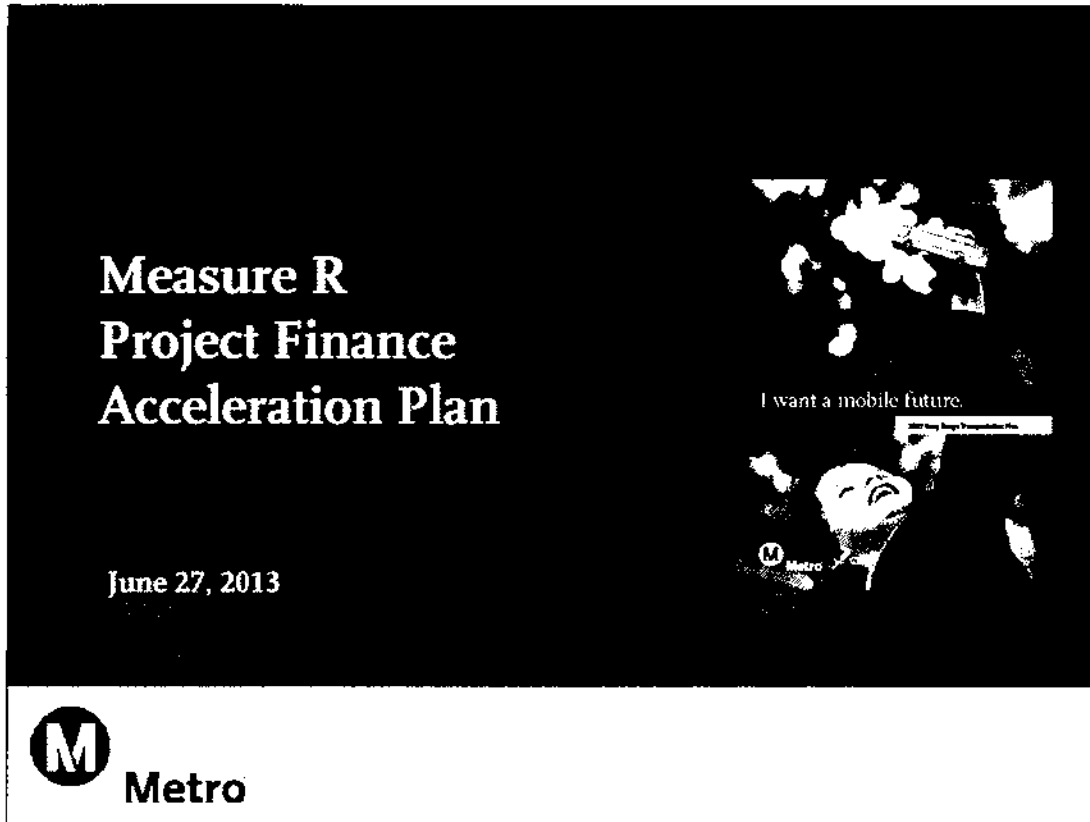 Measure R
Project Finance
Acceleration Plan
I want a mobile future.
Metro
June 27, 2013
M
Metro